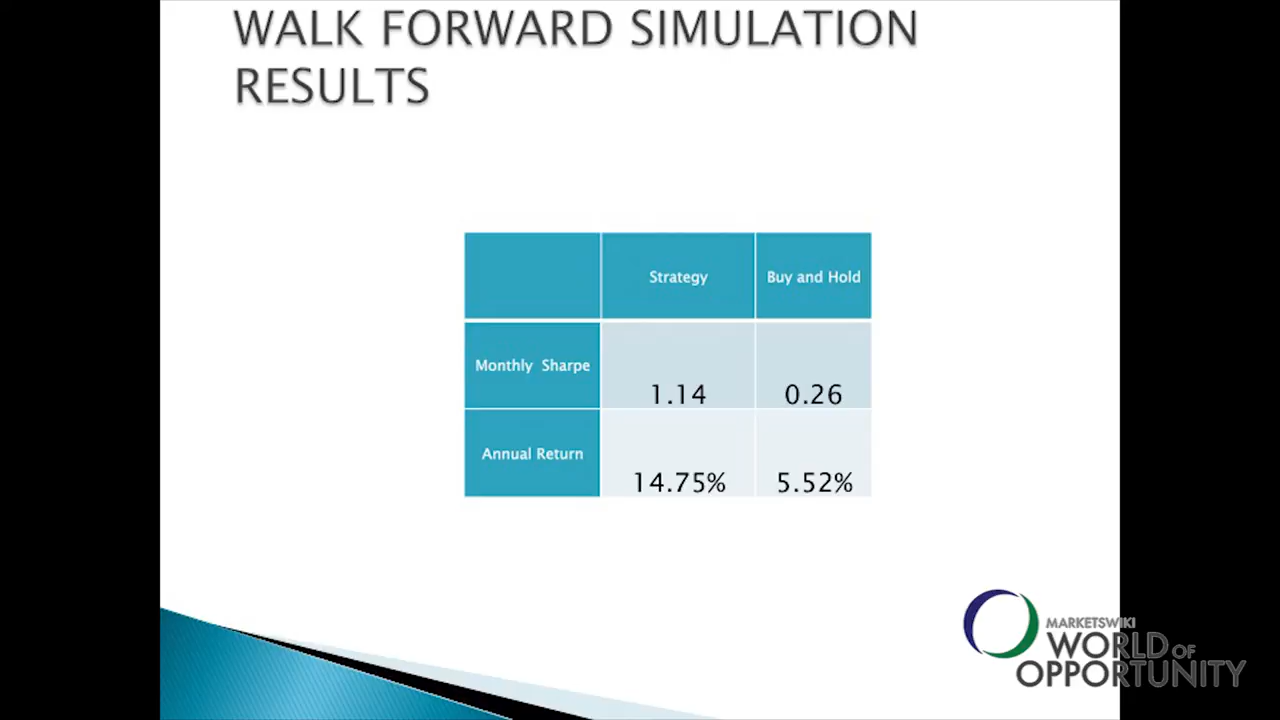 WALK FORWARD SIMULATION
RESULTS
Strategy Buy and Hold
Monthly Sharpe 1.14 0.26
Annual Return 14.75% 5.52%
MARKETSWIKI
WORLD OF
OPPORTUNITY